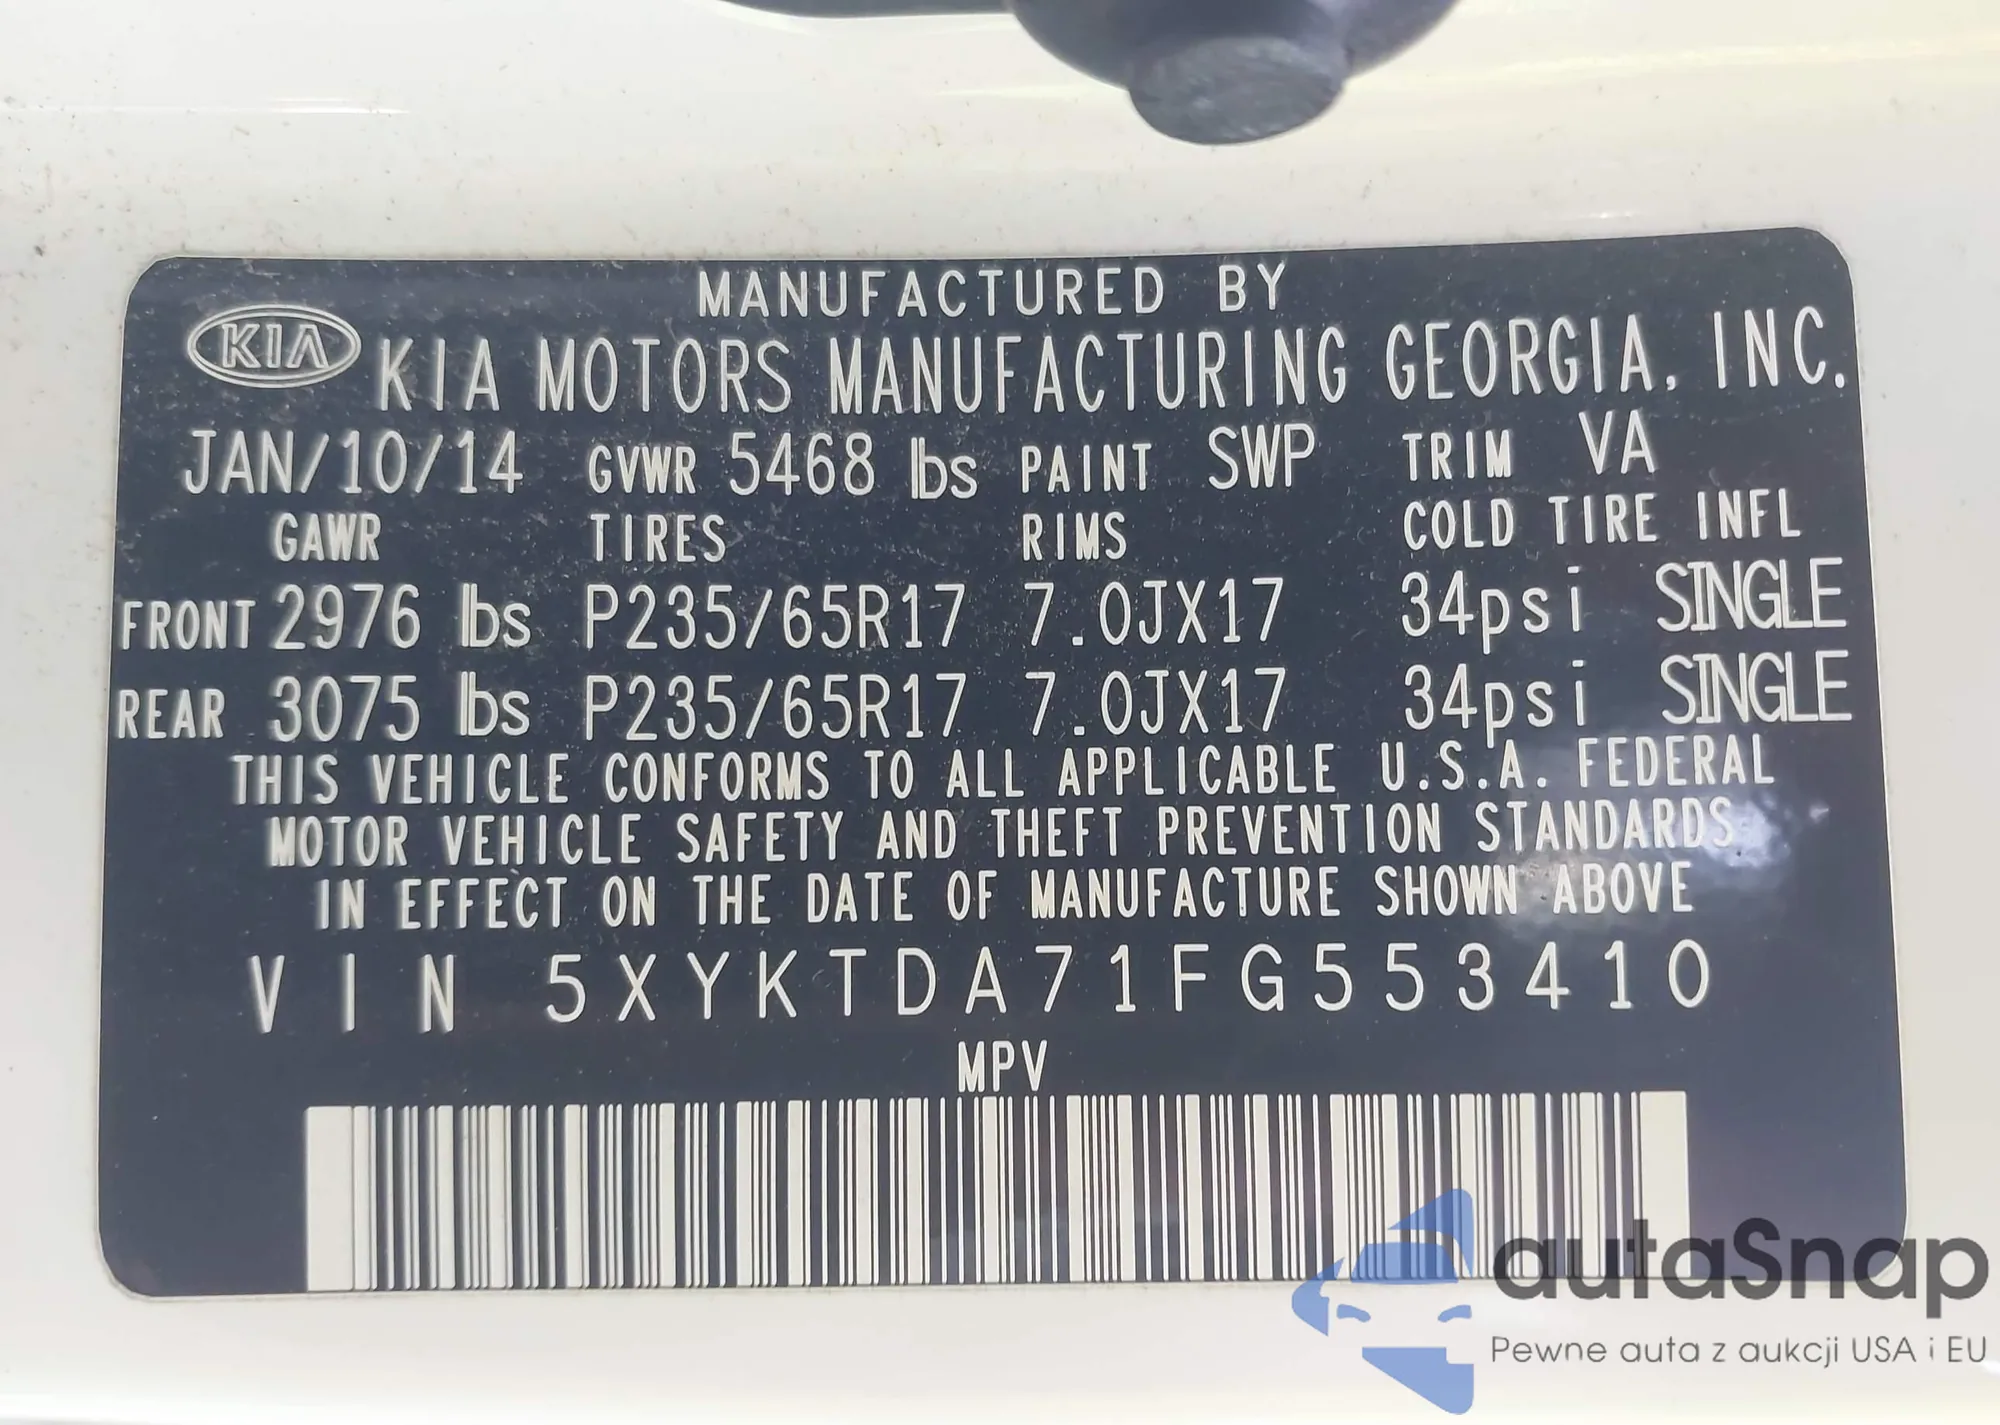 MANUFACTURED BY
KIA KIA MOTORS MANUFACTURING GEORGIA, INC.
JAN/10/14 GVWR 5468 lbs PAINT SWP TRIM VA
GAWR TIRES RIMS COLD TIRE INFL
FRONT 2976 lbs P235/65R17 7.0JX17 34psi SINGLE
REAR 3075 lbs P235/65R17 7.0JX17 34psi SINGLE
THIS VEHICLE CONFORMS TO ALL APPLICABLE U.S.A. FEDERAL
MOTOR VEHICLE SAFETY AND THEFT PREVENTION STANDARDS
IN EFFECT ON THE DATE OF MANUFACTURE SHOWN ABOVE
VIN 5XYKTDA71FG553410
MPV
autaSnap
Pewne auta z aukcji USA i EU